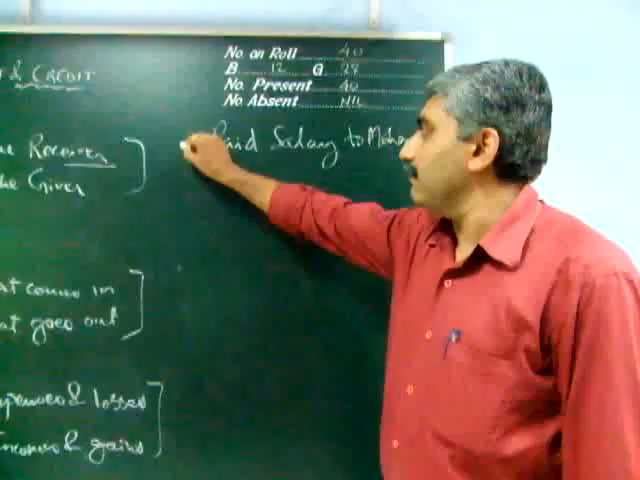 & CREDIT
No. on Roll 40
B 12 G 28
No. Present 40
No. Absent NIL
Paid Salary to Moha
Receiver
Giver
at comes in
at goes out
xpenses & losses
ncomes & gains